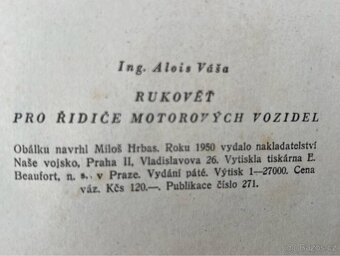 Ing. Alois Váša
RUKOVĚŤ
PRO ŘIDIČE MOTOROVÝCH VOZIDEL
Obálku navrhl Miloš Hrbas. Roku 1950 vydalo nakladatelství
Naše vojsko, Praha II, Vladislavova 26. Vytiskla tiskárna E.
Beaufort, n. s. v Praze. Vydání páté. Výtisk 1—27000. Cena
váz. Kčs 120.—. Publikace číslo 271.